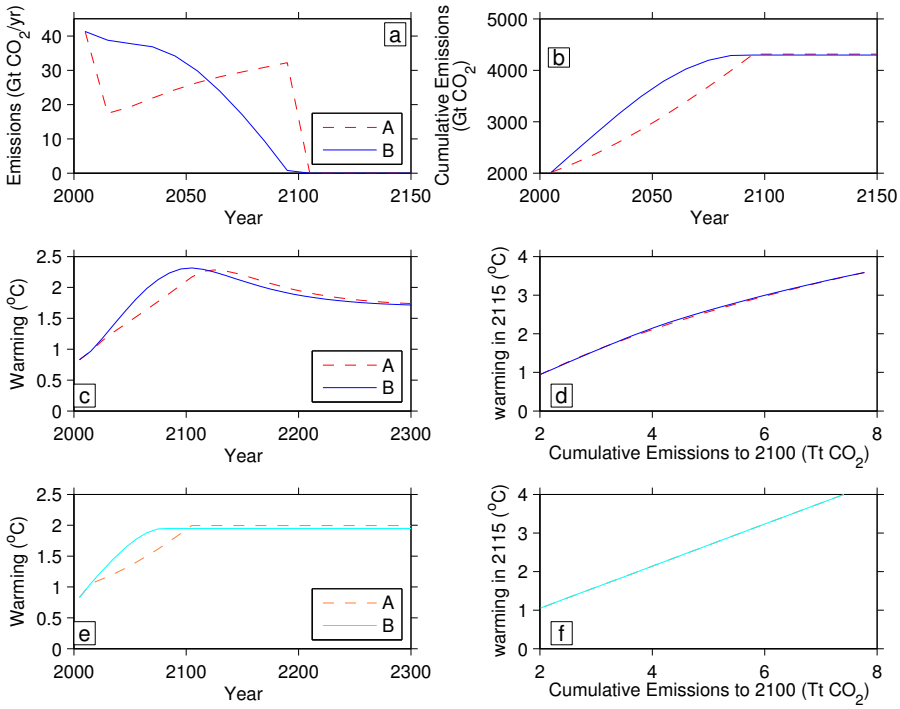 Emissions (Gt CO2/yr)
40
30
20
10
0
2000
2050
2100
2150
Year
a
A
B
Cumulative Emissions
(Gt CO2)
5000
4000
3000
2000
2000
2050
2100
2150
Year
b
Warming (oC)
2.5
2
1.5
1
0.5
0
2000
2100
2200
2300
Year
c
A
B
warming in 2115 (oC)
4
3
2
1
0
2
4
6
8
Cumulative Emissions to 2100 (Tt CO2)
d
Warming (oC)
2.5
2
1.5
1
0.5
0
2000
2100
2200
2300
Year
e
A
B
warming in 2115 (oC)
4
3
2
1
0
2
4
6
8
Cumulative Emissions to 2100 (Tt CO2)
f